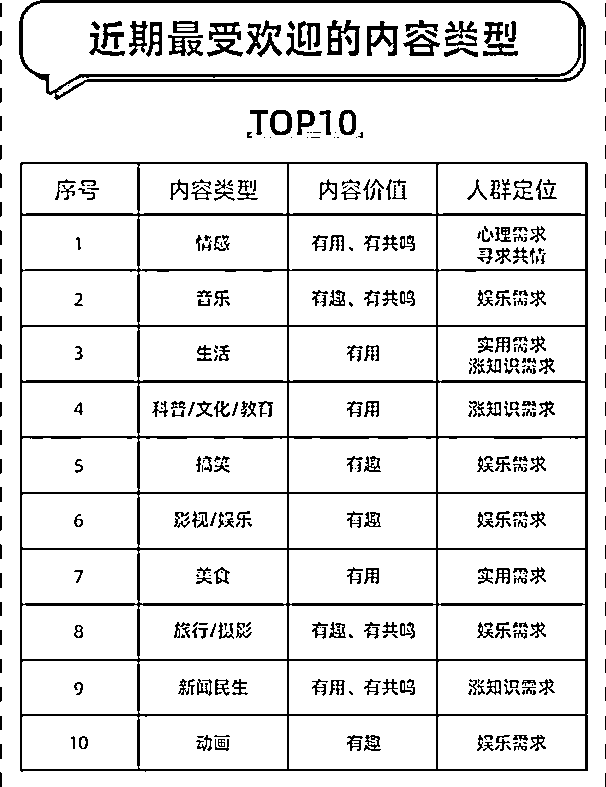 近期最受欢迎的内容类型
TOP10
序号 内容类型 内容价值 人群定位
1 情感 有用、有共鸣 心理需求 寻求共情
2 音乐 有趣、有共鸣 娱乐需求
3 生活 有用 实用需求 涨知识需求
4 科普/文化/教育 有用 涨知识需求
5 搞笑 有趣 娱乐需求
6 影视/娱乐 有趣 娱乐需求
7 美食 有用 实用需求
8 旅行/摄影 有趣、有共鸣 娱乐需求
9 新闻民生 有用、有共鸣 涨知识需求
10 动画 有趣 娱乐需求